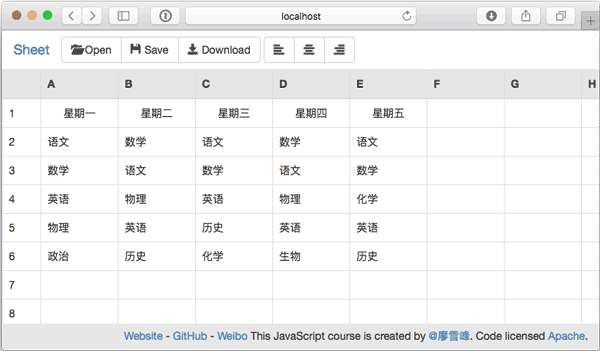 localhost
Sheet Open Save Download
A B C D E F G H
1 星期一 星期二 星期三 星期四 星期五
2 语文 数学 语文 数学 语文
3 数学 语文 数学 语文 数学
4 英语 物理 英语 物理 化学
5 物理 英语 历史 英语 英语
6 政治 历史 化学 生物 历史
7
8
Website - GitHub - Weibo This JavaScript course is created by @廖雪峰. Code licensed Apache.